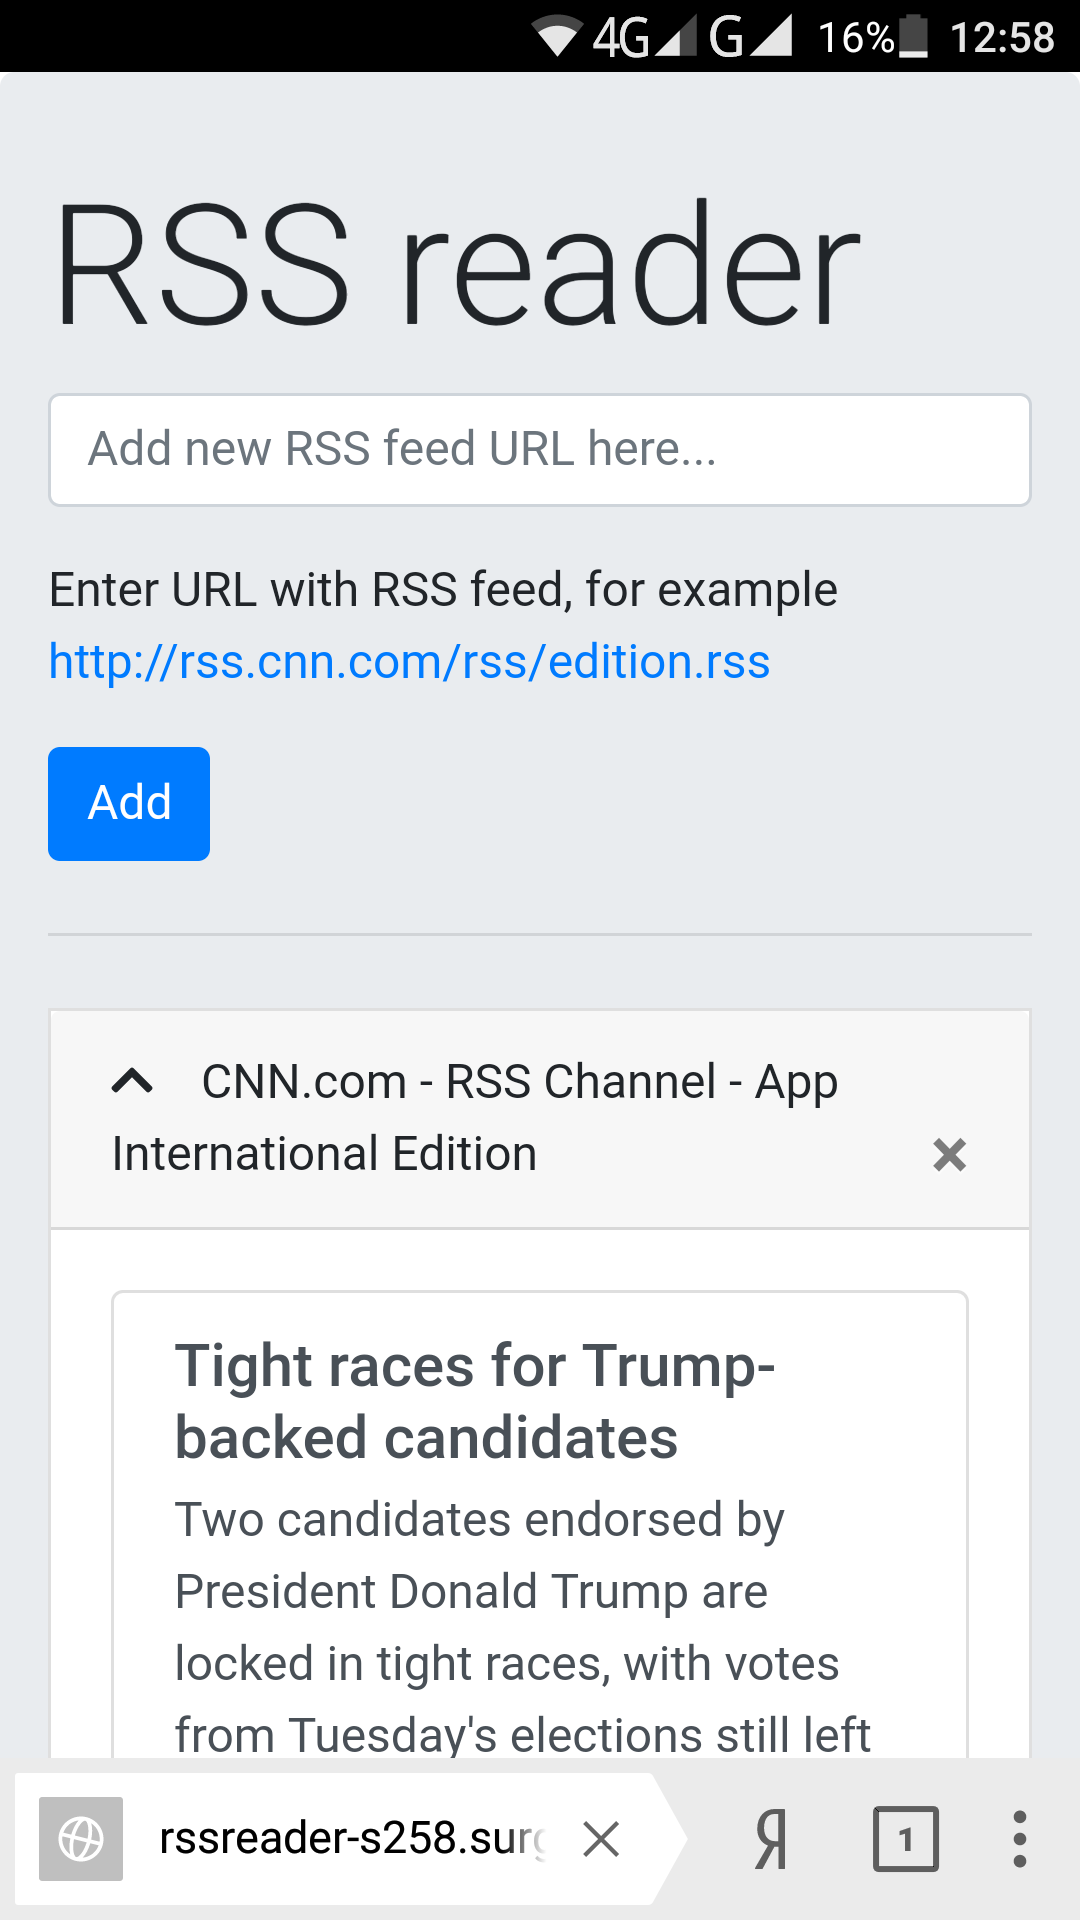 4G G 16% 12:58
RSS reader
Add new RSS feed URL here...
Enter URL with RSS feed, for example
http://rss.cnn.com/rss/edition.rss
Add
CNN.com - RSS Channel - App
International Edition
Tight races for Trump-
backed candidates
Two candidates endorsed by
President Donald Trump are
locked in tight races, with votes
from Tuesday's elections still left
rssreader-s258.surg
Я 1